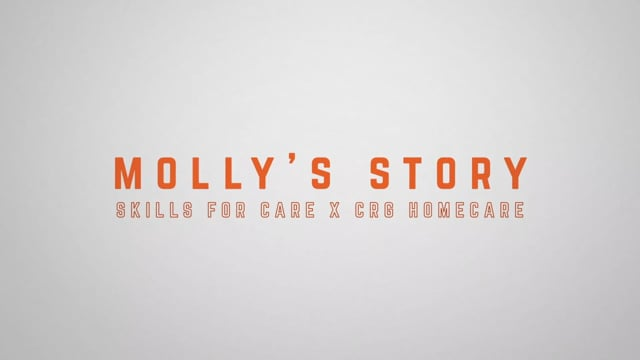 MOLLY'S STORY
SKILLS FOR CARE X CRG HOMECARE